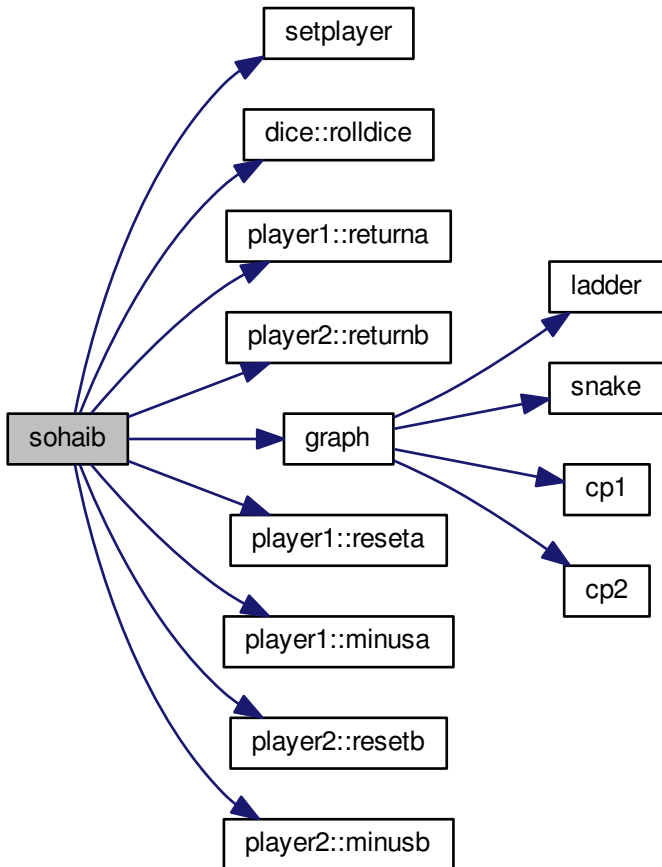 setplayer
dice::rolldice
player1::returna
player2::returnb
sohaib
graph
player1::reseta
player1::minusa
player2::resetb
player2::minusb
ladder
snake
cp1
cp2